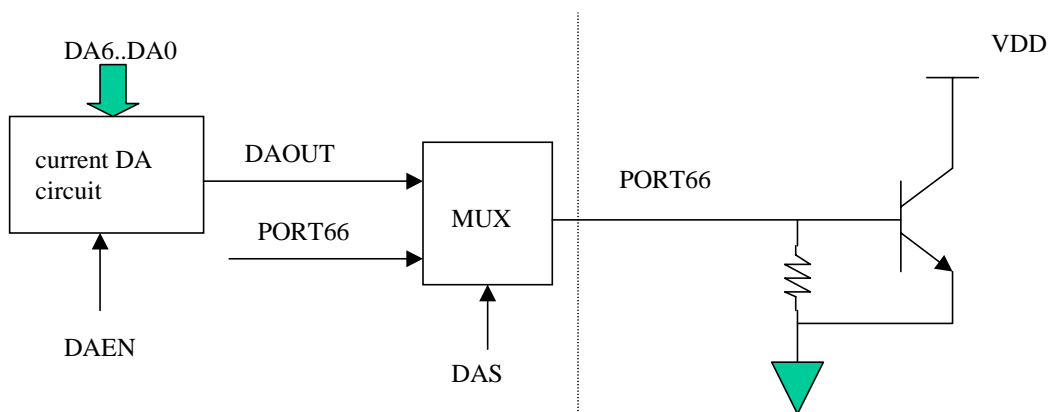 DA6..DA0
VDD
current DA
circuit
DAOUT
PORT66
MUX
PORT66
DAEN
DAS